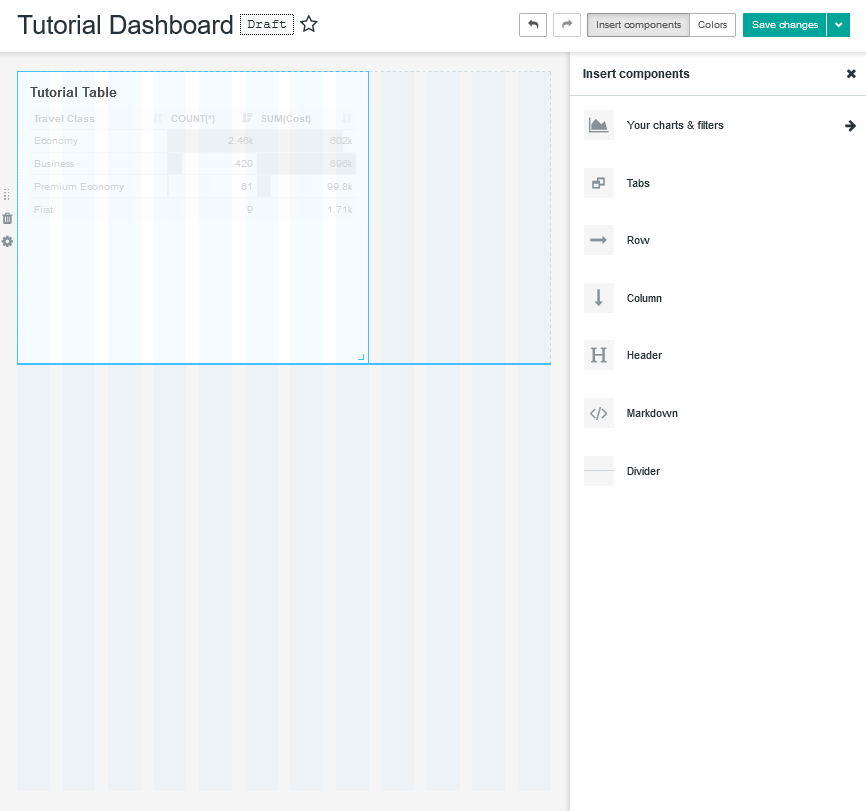 Tutorial Dashboard Draft
Insert components Colors Save changes
Tutorial Table
Travel Class COUNT(*) SUM(Cost)
Economy 2.46k 602k
Business 420 696k
Premium Economy 61 99.8k
First 9 1.71k
Insert components
Your charts & filters
Tabs
Row
Column
Header
Markdown
Divider